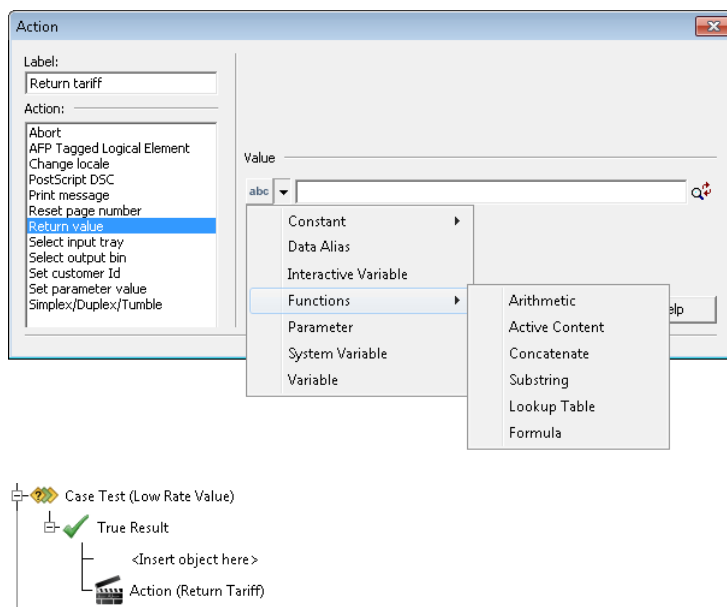 Action
Label:
Return tariff
Action:
Abort
AFP Tagged Logical Element
Change locale
PostScript DSC
Print message
Reset page number
Return value
Select input tray
Select output bin
Set customer Id
Set parameter value
Simplex/Duplex/Tumble
Value
abc
Constant
Data Alias
Interactive Variable
Functions
Parameter
System Variable
Variable
Arithmetic
Active Content
Concatenate
Substring
Lookup Table
Formula
elp
Case Test (Low Rate Value)
True Result
<Insert object here>
Action (Return Tariff)